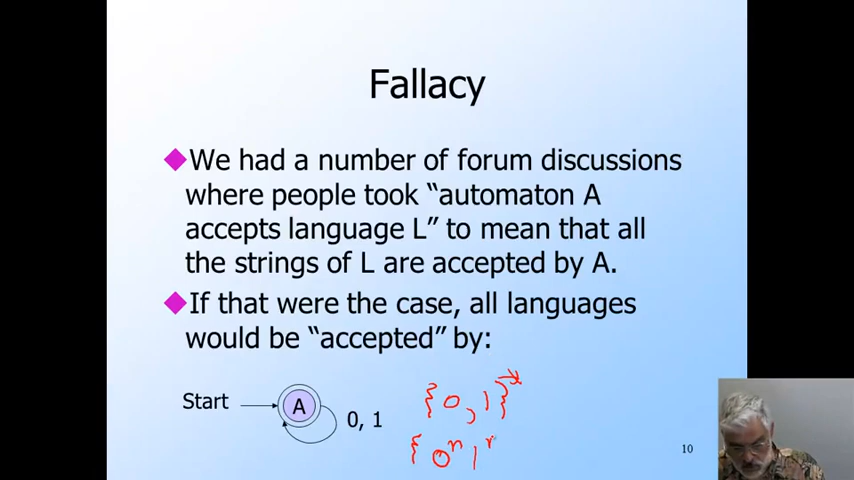 Fallacy
We had a number of forum discussions
where people took “automaton A
accepts language L” to mean that all
the strings of L are accepted by A.
If that were the case, all languages
would be “accepted” by:
Start
A
0, 1
{0, 1}*
{ 0ⁿ 1
10